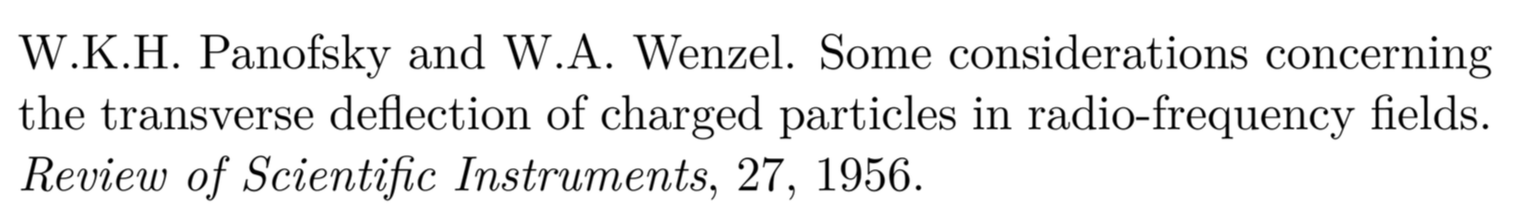 W.K.H. Panofsky and W.A. Wenzel. Some considerations concerning
the transverse deflection of charged particles in radio-frequency fields.
Review of Scientific Instruments, 27, 1956.